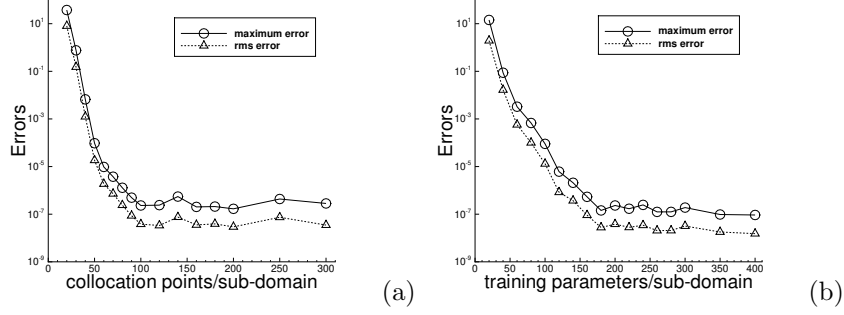 10^1
10^-1
10^-3
10^-5
10^-7
10^-9
Errors
maximum error
rms error
0 50 100 150 200 250 300
collocation points/sub-domain
(a)
10^1
10^-1
10^-3
10^-5
10^-7
10^-9
Errors
maximum error
rms error
0 50 100 150 200 250 300 350 400
training parameters/sub-domain
(b)